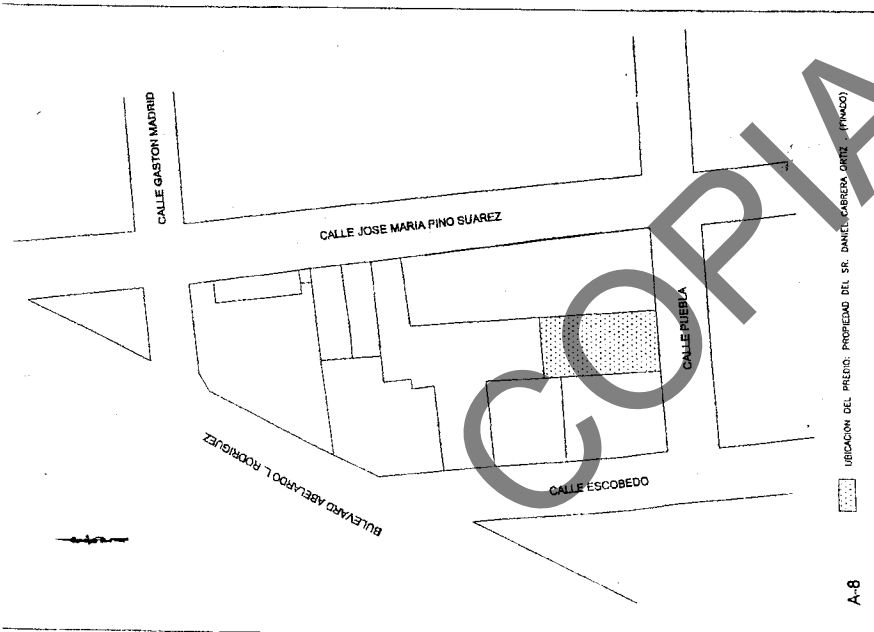 CALLE GASTON MADRID
CALLE JOSE MARIA PINO SUAREZ
CALLE PUEBLA
BULEVARD ABELARDO L. RODRIGUEZ
CALLE ESCOBEDO
UBICACION DEL PREDIO: PROPIEDAD DEL SR. DANIEL CABRERA ORTIZ . (FINADO)
A-8
COPIA